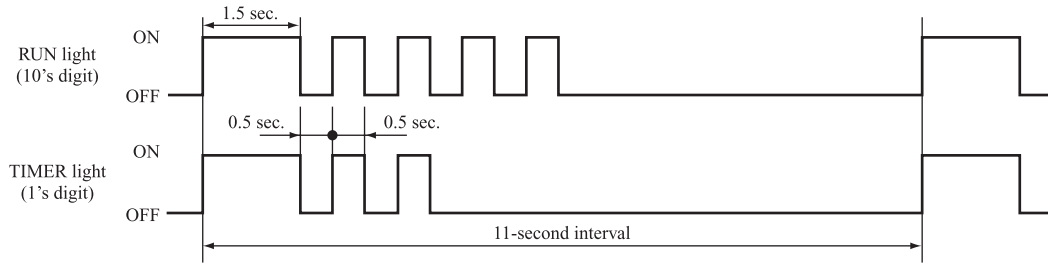 1.5 sec.
ON
RUN light
(10's digit)
OFF
0.5 sec.
0.5 sec.
ON
TIMER light
(1's digit)
OFF
11-second interval